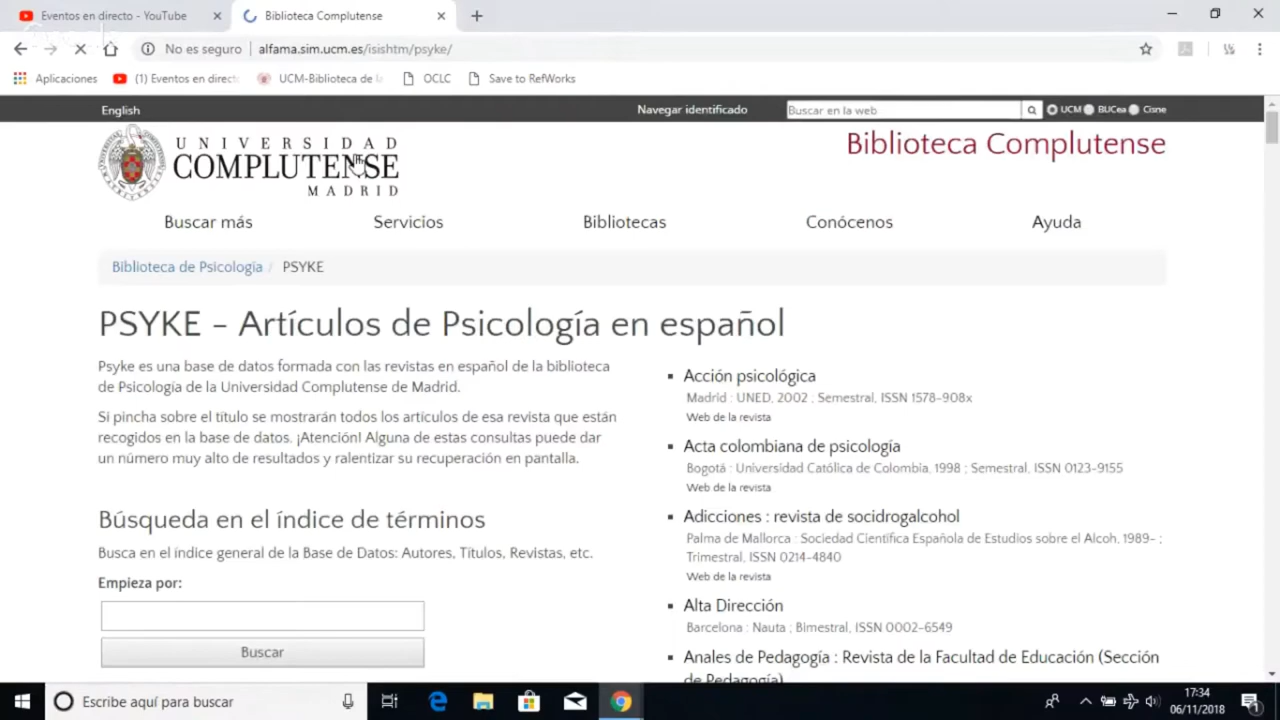 Eventos en directo - YouTube
Biblioteca Complutense
No es seguro
alfama.sim.ucm.es/isishtm/psyke/
Aplicaciones
(1) Eventos en direct
UCM-Biblioteca de la
OCLC
Save to RefWorks
English
Navegar identificado
Buscar en la web
UCM BUCea Cisne
UNIVERSIDAD
COMPLUTENSE
MADRID
Biblioteca Complutense
Buscar más
Servicios
Bibliotecas
Conócenos
Ayuda
Biblioteca de Psicología / PSYKE
PSYKE - Artículos de Psicología en español
Psyke es una base de datos formada con las revistas en español de la biblioteca
de Psicología de la Universidad Complutense de Madrid.
Si pincha sobre el título se mostrarán todos los artículos de esa revista que están
recogidos en la base de datos. ¡Atención! Alguna de estas consultas puede dar
un número muy alto de resultados y ralentizar su recuperación en pantalla.
Búsqueda en el índice de términos
Busca en el índice general de la Base de Datos: Autores, Títulos, Revistas, etc.
Empieza por:
Buscar
Acción psicológica
Madrid : UNED, 2002 ; Semestral, ISSN 1578-908x
Web de la revista
Acta colombiana de psicología
Bogotá : Universidad Católica de Colombia, 1998 ; Semestral, ISSN 0123-9155
Web de la revista
Adicciones : revista de socidrogalcohol
Palma de Mallorca : Sociedad Científica Española de Estudios sobre el Alcoh, 1989- ;
Trimestral, ISSN 0214-4840
Web de la revista
Alta Dirección
Barcelona : Nauta ; Bimestral, ISSN 0002-6549
Anales de Pedagogía : Revista de la Facultad de Educación (Sección
de Pedagogía)
Escribe aquí para buscar
17:34
06/11/2018
1